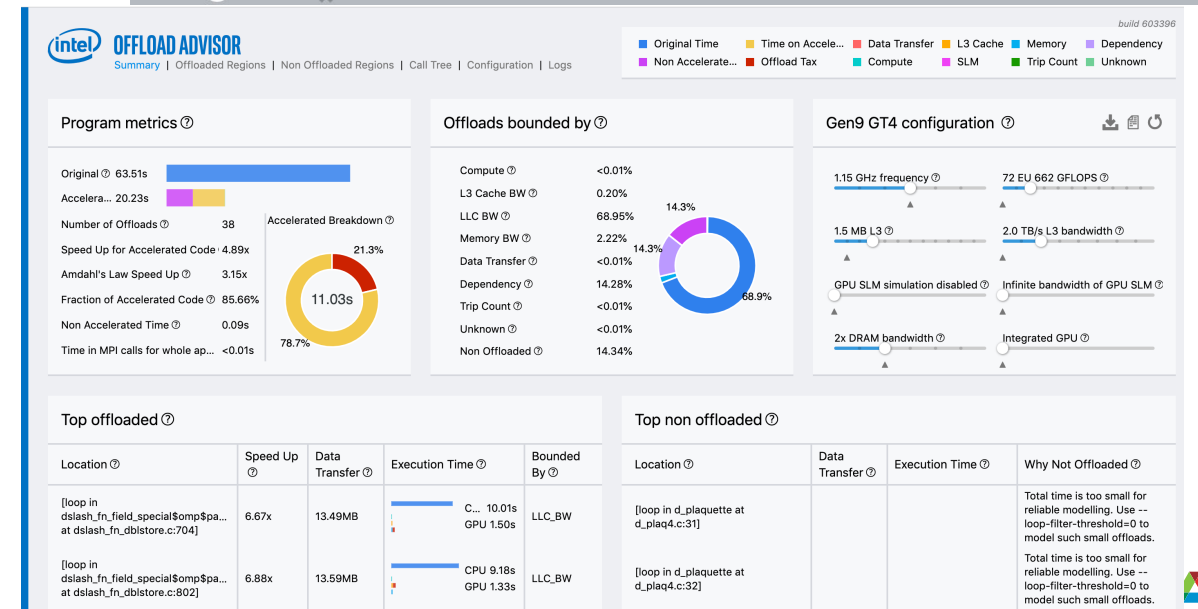 build 603396
intel OFFLOAD ADVISOR
Summary | Offloaded Regions | Non Offloaded Regions | Call Tree | Configuration | Logs
Original Time Time on Accele... Data Transfer L3 Cache Memory Dependency
Non Accelerate... Offload Tax Compute SLM Trip Count Unknown
Program metrics
Original 63.51s
Accelera... 20.23s
Number of Offloads 38
Speed Up for Accelerated Code 4.89x
Amdahl's Law Speed Up 3.15x
Fraction of Accelerated Code 85.66%
Non Accelerated Time 0.09s
Time in MPI calls for whole ap... <0.01s
Accelerated Breakdown
21.3%
11.03s
78.7%
Offloads bounded by
Compute <0.01%
L3 Cache BW 0.20%
LLC BW 68.95%
Memory BW 2.22%
Data Transfer <0.01%
Dependency 14.28%
Trip Count <0.01%
Unknown <0.01%
Non Offloaded 14.34%
14.3%
14.3%
68.9%
Gen9 GT4 configuration
1.15 GHz frequency 72 EU 662 GFLOPS
1.5 MB L3 2.0 TB/s L3 bandwidth
GPU SLM simulation disabled Infinite bandwidth of GPU SLM
2x DRAM bandwidth Integrated GPU
Top offloaded
Location Speed Up Data Transfer Execution Time Bounded By
[loop in
dslash_fn_field_special$omp$pa...
at dslash_fn_dblstore.c:704]
6.67x 13.49MB
C... 10.01s
GPU 1.50s
LLC_BW
[loop in
dslash_fn_field_special$omp$pa...
at dslash_fn_dblstore.c:802]
6.88x 13.59MB
CPU 9.18s
GPU 1.33s
LLC_BW
Top non offloaded
Location Data Transfer Execution Time Why Not Offloaded
[loop in d_plaquette at
d_plaq4.c:31]
Total time is too small for
reliable modelling. Use --
loop-filter-threshold=0 to
model such small offloads.
[loop in d_plaquette at
d_plaq4.c:32]
Total time is too small for
reliable modelling. Use --
loop-filter-threshold=0 to
model such small offloads.